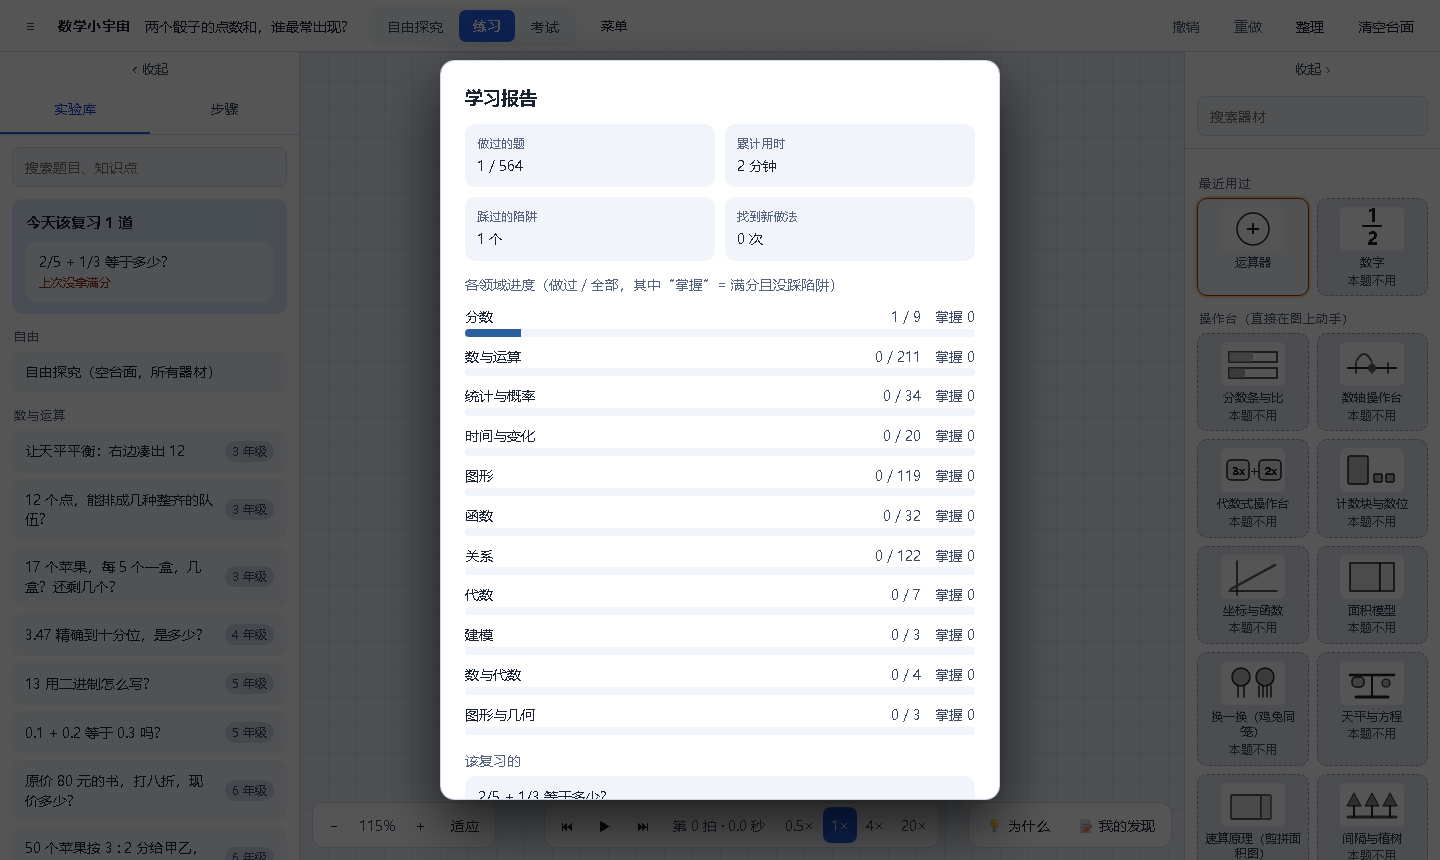 ≡ 数学小宇宙 两个骰子的点数和，谁最常出现？ 自由探究 练习 考试 菜单 撤销 重做 整理 清空台面
‹ 收起
实验库 步骤
搜索题目、知识点
今天该复习 1 道
2/5 + 1/3 等于多少？
上次没拿满分
自由
自由探究（空台面，所有器材）
数与运算
让天平平衡：右边凑出 12 3 年级
12 个点，能排成几种整齐的队
伍？ 3 年级
17 个苹果，每 5 个一盒，几
盒？还剩几个？ 3 年级
3.47 精确到十分位，是多少？ 4 年级
13 用二进制怎么写？ 5 年级
0.1 + 0.2 等于 0.3 吗？ 5 年级
原价 80 元的书，打八折，现
价多少？ 6 年级
50 个苹果按 3 : 2 分给甲乙， 6 年级
学习报告
做过的题
1 / 564
累计用时
2 分钟
踩过的陷阱
1 个
找到新做法
0 次
各领域进度（做过 / 全部，其中“掌握” = 满分且没踩陷阱）
分数 1 / 9 掌握 0
数与运算 0 / 211 掌握 0
统计与概率 0 / 34 掌握 0
时间与变化 0 / 20 掌握 0
图形 0 / 119 掌握 0
函数 0 / 32 掌握 0
关系 0 / 122 掌握 0
代数 0 / 7 掌握 0
建模 0 / 3 掌握 0
数与代数 0 / 4 掌握 0
图形与几何 0 / 3 掌握 0
该复习的
2/5 + 1/3 等于多少？
− 115% + 适应
第 0 拍 · 0.0 秒 0.5× 1× 4× 20×
为什么 我的发现
收起 ›
搜索器材
最近用过
运算器
1
2
数字
本题不用
操作台（直接在图上动手）
分数条与比
本题不用
数轴操作台
本题不用
3x + 2x
代数式操作台
本题不用
计数块与数位
本题不用
坐标与函数
本题不用
面积模型
本题不用
换一换（鸡兔同
笼）
本题不用
天平与方程
本题不用
速算原理（剪拼面
积图）
间隔与植树
本题不用